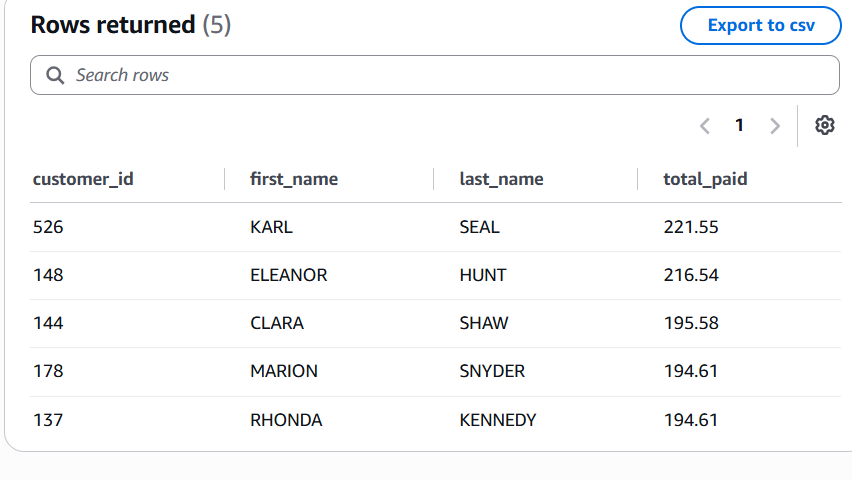 Rows returned (5)
Export to csv
Search rows
1
customer_id first_name last_name total_paid
526 KARL SEAL 221.55
148 ELEANOR HUNT 216.54
144 CLARA SHAW 195.58
178 MARION SNYDER 194.61
137 RHONDA KENNEDY 194.61